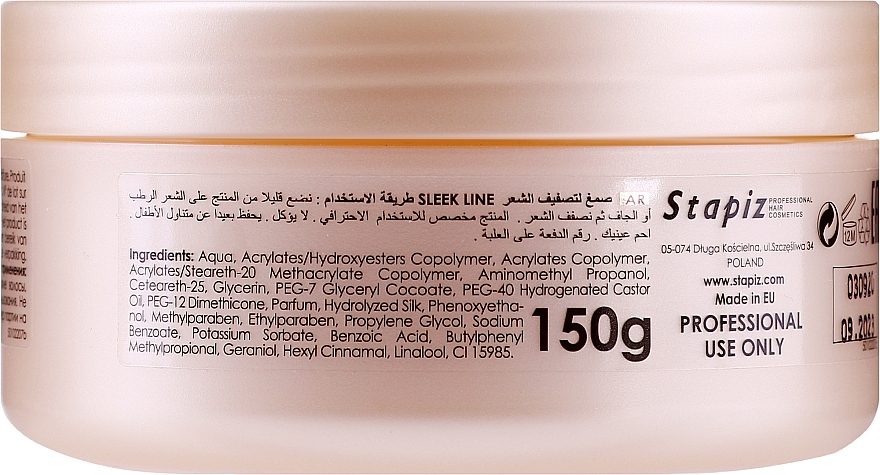 AR صمغ لتصفيف الشعر SLEEK LINE طريقة الاستخدام : نضع قليلا من المنتج على الشعر الرطب
أو الجاف ثم نصفف الشعر . المنتج مخصص للاستخدام الاحترافي . لا يؤكل . يحفظ بعيدا عن متناول الأطفال .
احم عينيك . رقم الدفعة على العلبة .
Ingredients: Aqua, Acrylates/Hydroxyesters Copolymer, Acrylates Copolymer,
Acrylates/Steareth-20 Methacrylate Copolymer, Aminomethyl Propanol,
Ceteareth-25, Glycerin, PEG-7 Glyceryl Cocoate, PEG-40 Hydrogenated Castor
Oil, PEG-12 Dimethicone, Parfum, Hydrolyzed Silk, Phenoxyetha-
nol, Methylparaben, Ethylparaben, Propylene Glycol, Sodium
Benzoate, Potassium Sorbate, Benzoic Acid, Butylphenyl
Methylpropional, Geraniol, Hexyl Cinnamal, Linalool, CI 15985.
150g
Stapiz PROFESSIONAL
HAIR
COSMETICS
05-074 Długa Kościelna, ul.Szczęśliwa 34
POLAND
www.stapiz.com
Made in EU
PROFESSIONAL
USE ONLY
12M
030920
09.2023